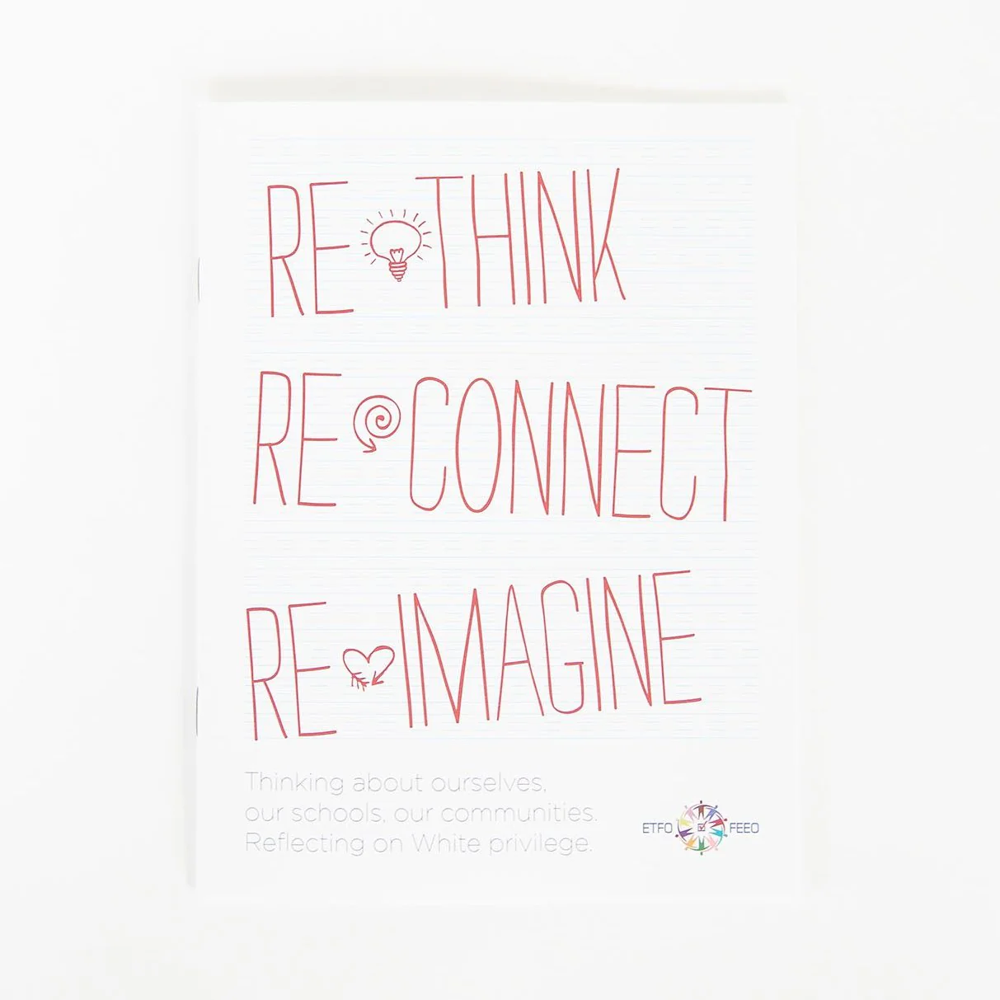 RE THINK
RE CONNECT
RE IMAGINE
Thinking about ourselves,
our schools, our communities.
Reflecting on White privilege.
ETFO FEEO